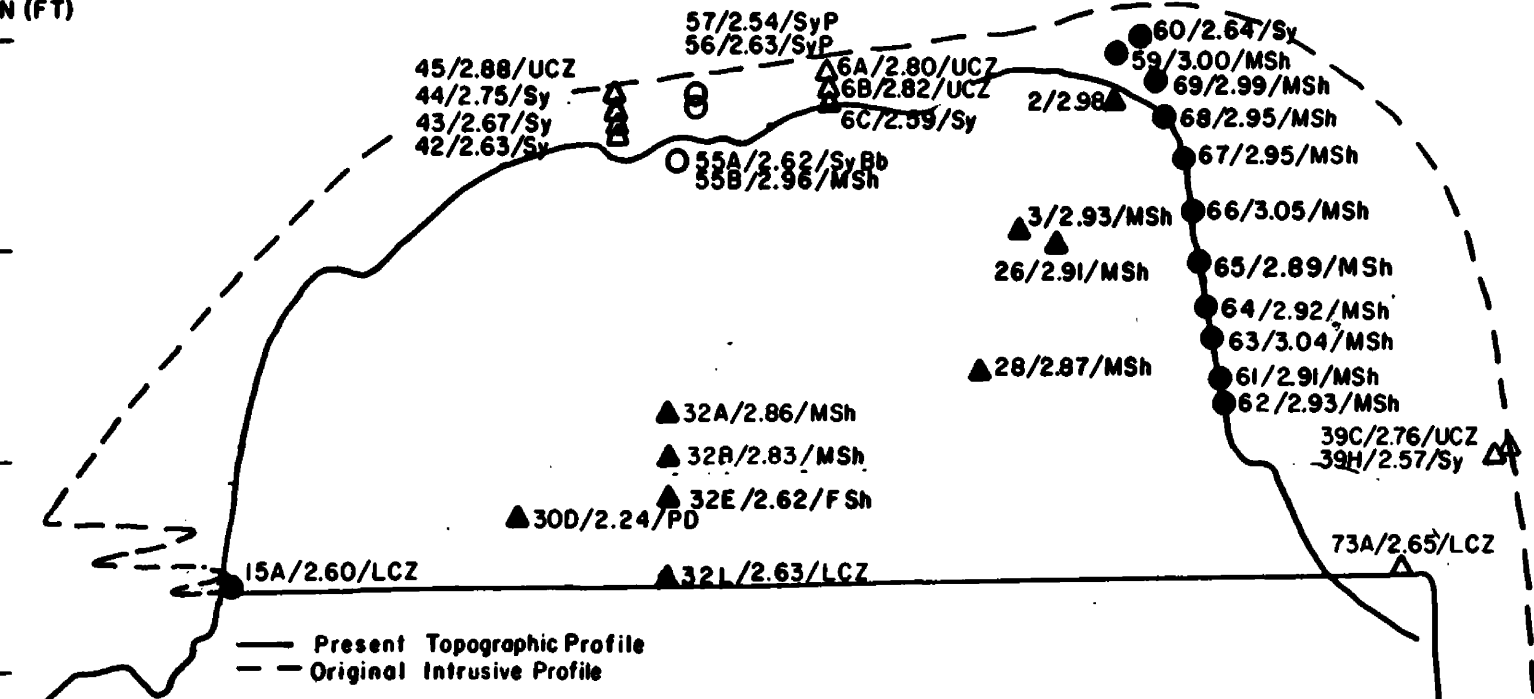 N (FT)
57/2.54/SyP
56/2.63/SyP
60/2.64/Sy
59/3.00/MSh
45/2.88/UCZ
6A/2.80/UCZ
69/2.99/MSh
44/2.75/Sy
6B/2.82/UCZ
2/2.98
43/2.67/Sy
6C/2.59/Sy
68/2.95/MSh
42/2.63/Sy
55A/2.62/SyBb
67/2.95/MSh
55B/2.96/MSh
3/2.93/MSh
66/3.05/MSh
26/2.91/MSh
65/2.89/MSh
64/2.92/MSh
63/3.04/MSh
28/2.87/MSh
61/2.91/MSh
62/2.93/MSh
32A/2.86/MSh
39C/2.76/UCZ
32B/2.83/MSh
39H/2.57/Sy
32E/2.62/FSh
30D/2.24/PD
73A/2.65/LCZ
15A/2.60/LCZ
32L/2.63/LCZ
Present Topographic Profile
Original Intrusive Profile